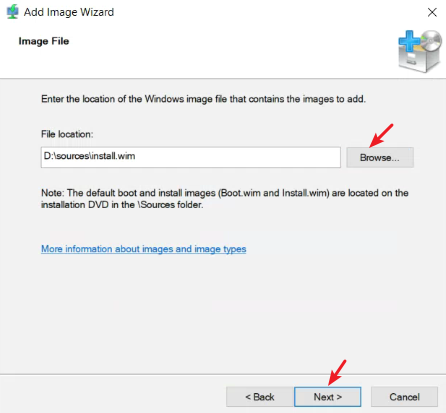 Add Image Wizard
Image File
Enter the location of the Windows image file that contains the images to add.
File location:
D:\sources\install.wim
Browse...
Note: The default boot and install images (Boot.wim and Install.wim) are located on the
installation DVD in the \Sources folder.
More information about images and image types
< Back
Next >
Cancel